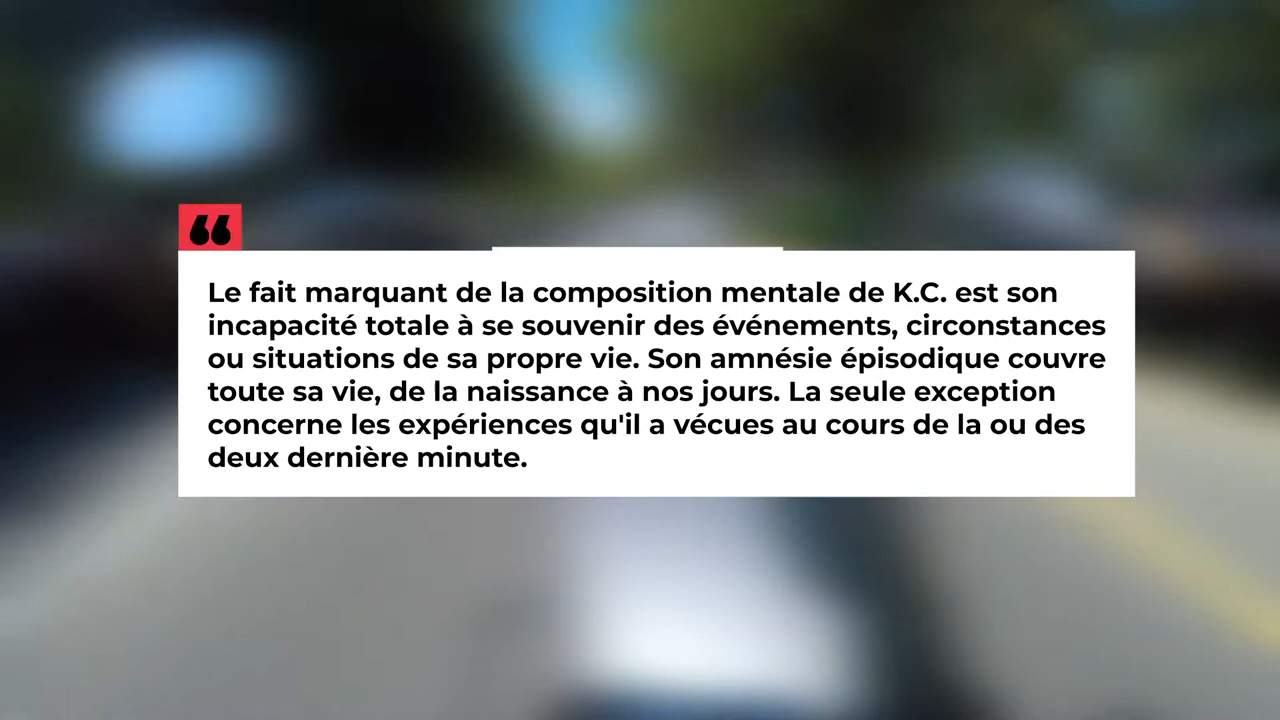 Le fait marquant de la composition mentale de K.C. est son
incapacité totale à se souvenir des événements, circonstances
ou situations de sa propre vie. Son amnésie épisodique couvre
toute sa vie, de la naissance à nos jours. La seule exception
concerne les expériences qu'il a vécues au cours de la ou des
deux dernière minute.